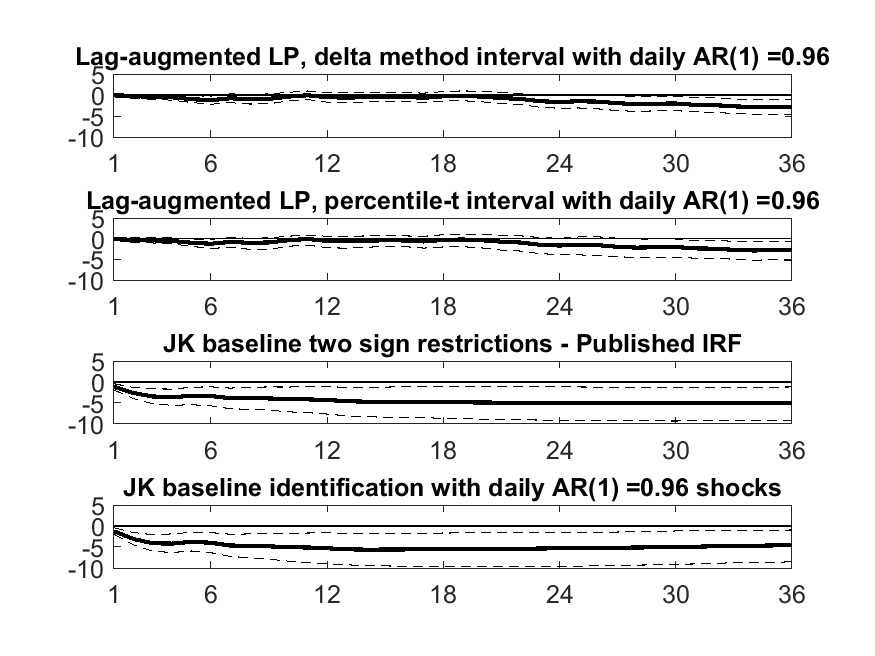 Lag-augmented LP, delta method interval with daily AR(1) =0.96
5
0
-5
-10
1 6 12 18 24 30 36
Lag-augmented LP, percentile-t interval with daily AR(1) =0.96
5
0
-5
-10
1 6 12 18 24 30 36
JK baseline two sign restrictions - Published IRF
5
0
-5
-10
1 6 12 18 24 30 36
JK baseline identification with daily AR(1) =0.96 shocks
5
0
-5
-10
1 6 12 18 24 30 36